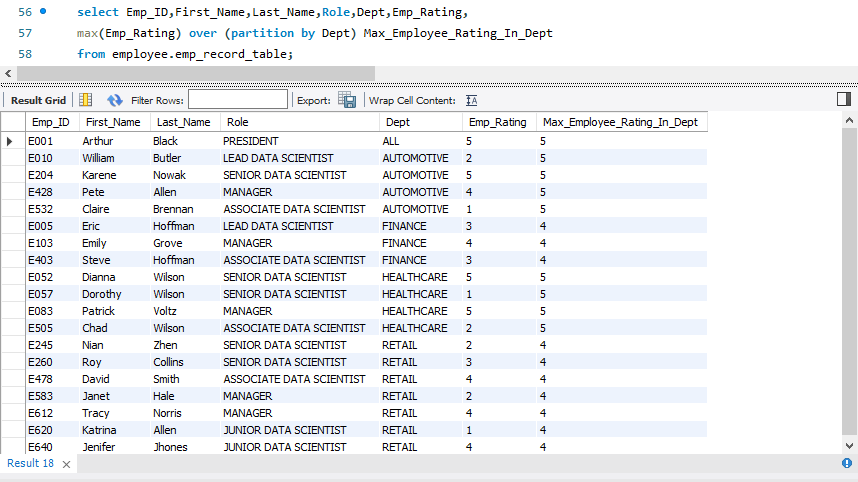 56 select Emp_ID,First_Name,Last_Name,Role,Dept,Emp_Rating,
57 max(Emp_Rating) over (partition by Dept) Max_Employee_Rating_In_Dept
58 from employee.emp_record_table;
Result Grid Filter Rows: Export: Wrap Cell Content: IA
Emp_ID First_Name Last_Name Role Dept Emp_Rating Max_Employee_Rating_In_Dept
E001 Arthur Black PRESIDENT ALL 5 5
E010 William Butler LEAD DATA SCIENTIST AUTOMOTIVE 2 5
E204 Karene Nowak SENIOR DATA SCIENTIST AUTOMOTIVE 5 5
E428 Pete Allen MANAGER AUTOMOTIVE 4 5
E532 Claire Brennan ASSOCIATE DATA SCIENTIST AUTOMOTIVE 1 5
E005 Eric Hoffman LEAD DATA SCIENTIST FINANCE 3 4
E103 Emily Grove MANAGER FINANCE 4 4
E403 Steve Hoffman ASSOCIATE DATA SCIENTIST FINANCE 3 4
E052 Dianna Wilson SENIOR DATA SCIENTIST HEALTHCARE 5 5
E057 Dorothy Wilson SENIOR DATA SCIENTIST HEALTHCARE 1 5
E083 Patrick Voltz MANAGER HEALTHCARE 5 5
E505 Chad Wilson ASSOCIATE DATA SCIENTIST HEALTHCARE 2 5
E245 Nian Zhen SENIOR DATA SCIENTIST RETAIL 2 4
E260 Roy Collins SENIOR DATA SCIENTIST RETAIL 3 4
E478 David Smith ASSOCIATE DATA SCIENTIST RETAIL 4 4
E583 Janet Hale MANAGER RETAIL 2 4
E612 Tracy Norris MANAGER RETAIL 4 4
E620 Katrina Allen JUNIOR DATA SCIENTIST RETAIL 1 4
E640 Jenifer Jhones JUNIOR DATA SCIENTIST RETAIL 4 4
Result 18